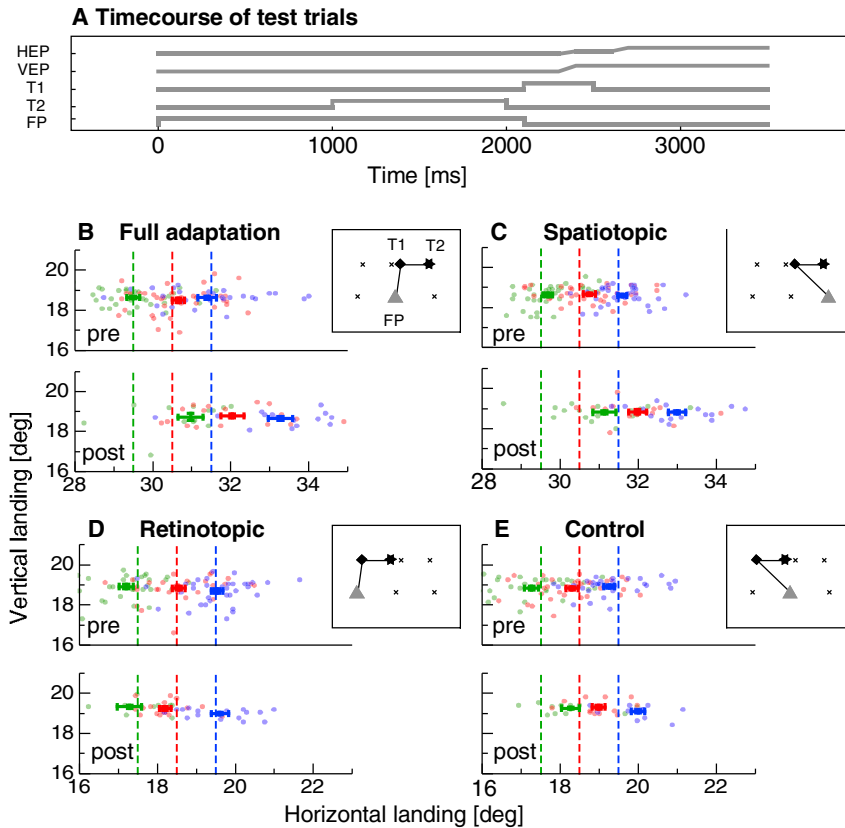 A Timecourse of test trials
HEP
VEP
T1
T2
FP
0 1000 2000 3000
Time [ms]
B Full adaptation
20
18
16
pre
T1 T2
FP
20
18
16
post
28 30 32 34
C Spatiotopic
pre
post
28 30 32 34
D Retinotopic
20
18
16
pre
20
18
16
post
16 18 20 22
E Control
pre
post
16 18 20 22
Vertical landing [deg]
Horizontal landing [deg]